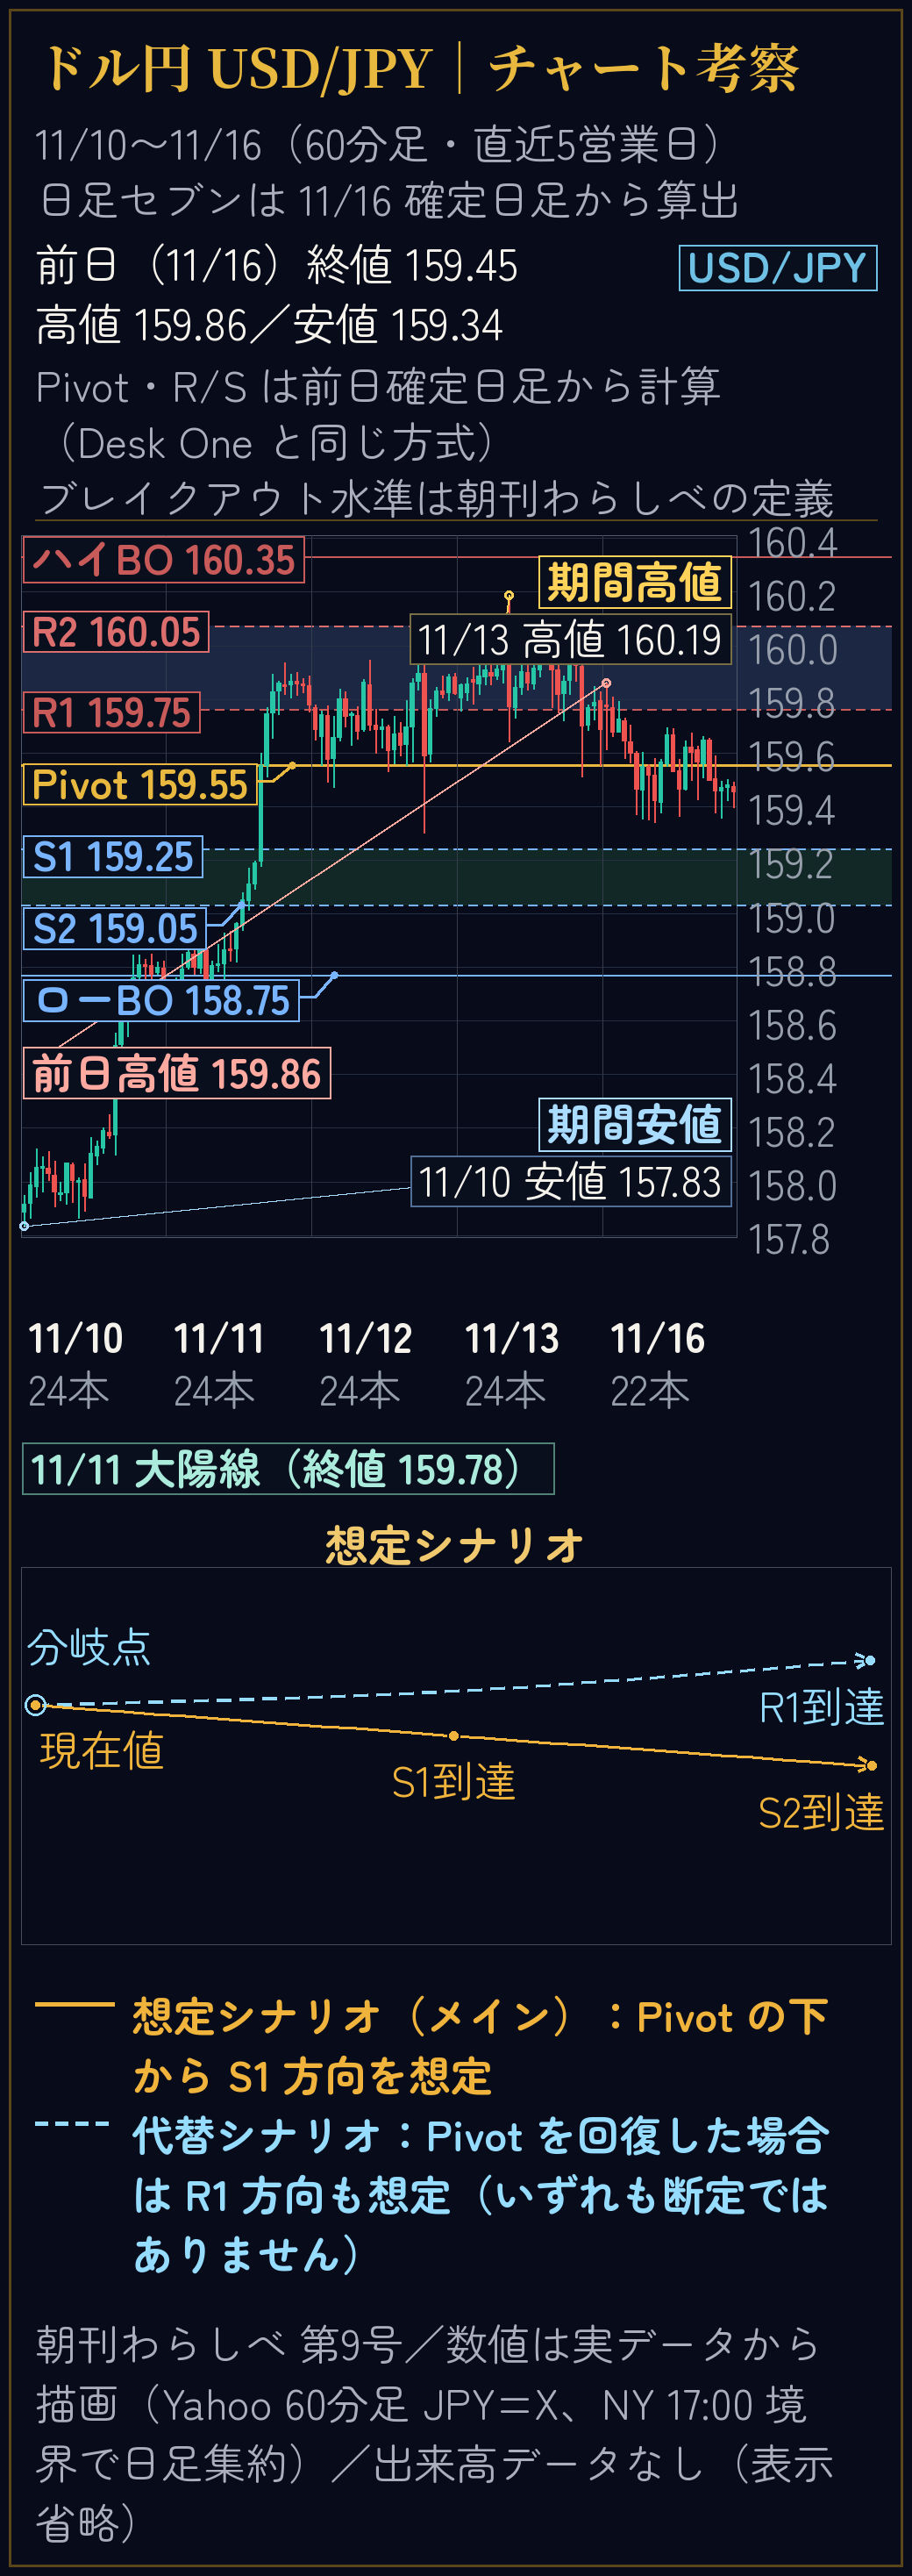 ドル円 USD/JPY｜チャート考察
11/10〜11/16（60分足・直近5営業日）
日足セブンは 11/16 確定日足から算出
前日（11/16）終値 159.45
USD/JPY
高値 159.86／安値 159.34
Pivot・R/S は前日確定日足から計算
（Desk One と同じ方式）
ブレイクアウト水準は朝刊わらしべの定義
ハイBO 160.35
160.4
期間高値
160.2
R2 160.05
11/13 高値 160.19
160.0
R1 159.75
159.8
Pivot 159.55
159.6
159.4
S1 159.25
159.2
S2 159.05
159.0
158.8
ローBO 158.75
158.6
前日高値 159.86
158.4
期間安値
158.2
11/10 安値 157.83
158.0
157.8
11/10 11/11 11/12 11/13 11/16
24本 24本 24本 24本 22本
11/11 大陽線（終値 159.78）
想定シナリオ
分岐点
R1到達
現在値
S1到達
S2到達
想定シナリオ（メイン）：Pivot の下
から S1 方向を想定
代替シナリオ：Pivot を回復した場合
は R1 方向も想定（いずれも断定では
ありません）
朝刊わらしべ 第9号／数値は実データから
描画（Yahoo 60分足 JPY=X、NY 17:00 境
界で日足集約）／出来高データなし（表示
省略）